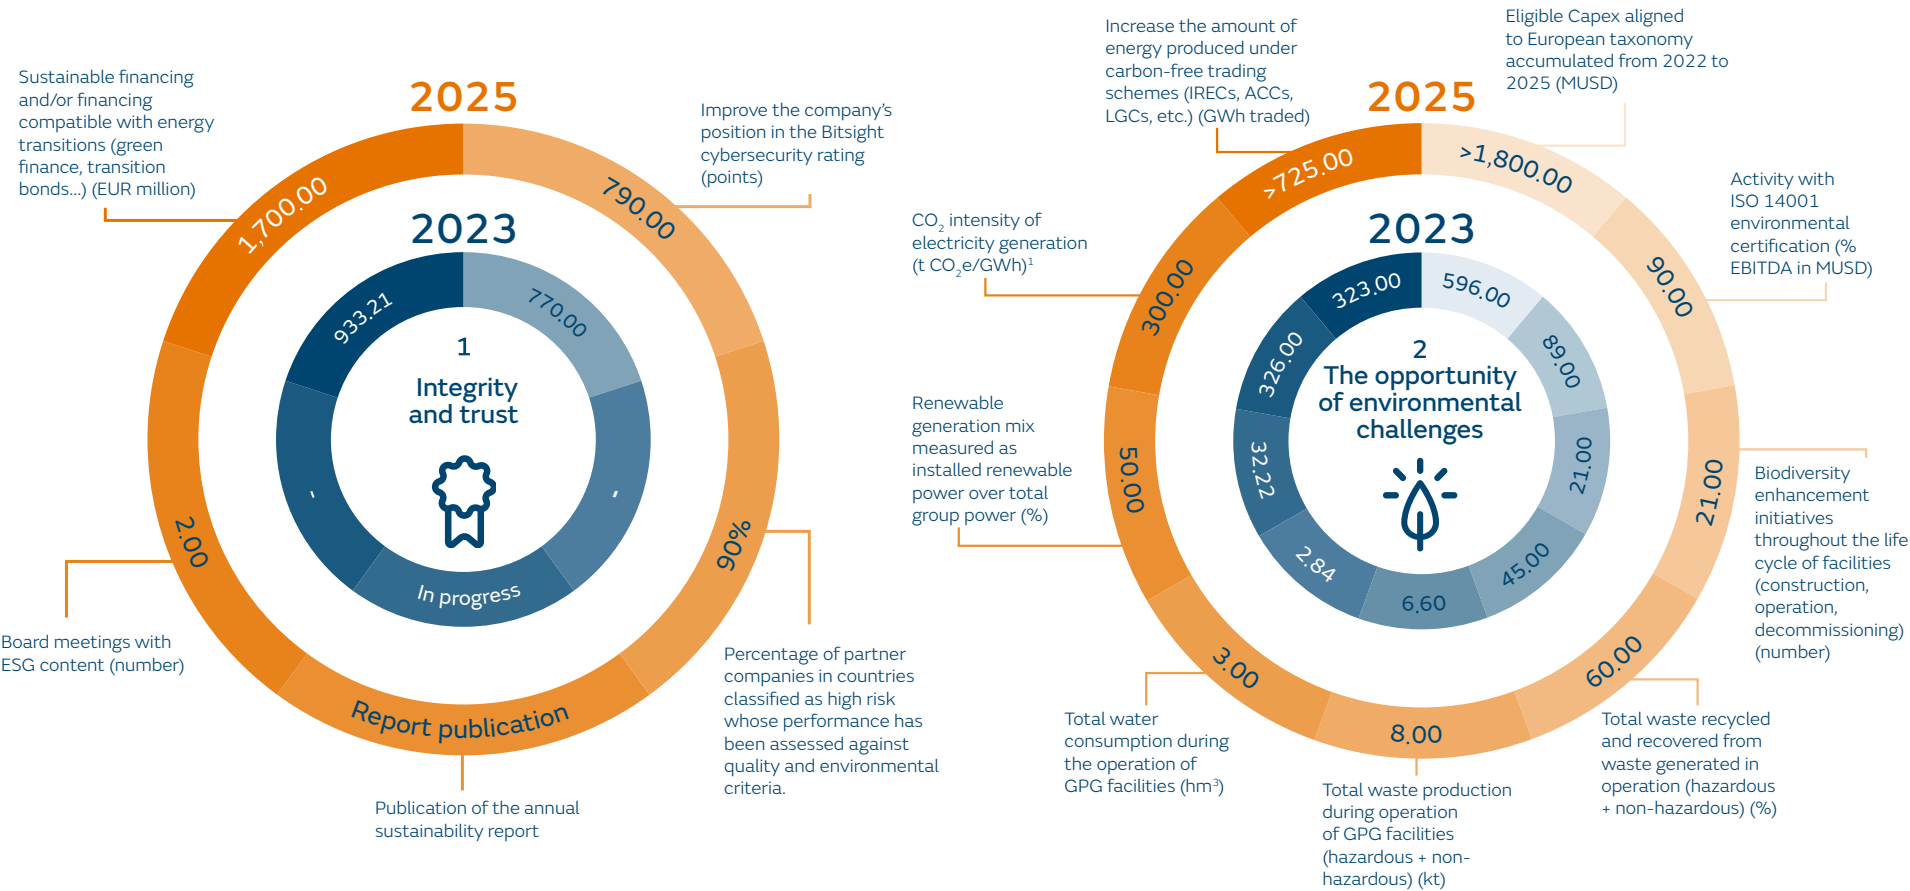 Sustainable financing
and/or financing
compatible with energy
transitions (green
finance, transition
bonds...) (EUR million)
2025
Improve the company's
position in the Bitsight
cybersecurity rating
(points)
1,700.00
790.00
2023
933.21
770.00
1
Integrity
and trust
-
-
In progress
2.00
90%
Report publication
Board meetings with
ESG content (number)
Publication of the annual
sustainability report
Percentage of partner
companies in countries
classified as high risk
whose performance has
been assessed against
quality and environmental
criteria.
Increase the amount of
energy produced under
carbon-free trading
schemes (IRECs, ACCs,
LGCs, etc.) (GWh traded)
2025
Eligible Capex aligned
to European taxonomy
accumulated from 2022 to
2025 (MUSD)
>725.00
>1,800.00
Activity with
ISO 14001
environmental
certification (%
EBITDA in MUSD)
CO₂ intensity of
electricity generation
(t CO₂e/GWh)¹
2023
300.00
90.00
323.00
596.00
326.00
89.00
2
The opportunity
of environmental
challenges
Renewable
generation mix
measured as
installed renewable
power over total
group power (%)
50.00
32.22
21.00
21.00
2.84
6.60
45.00
Biodiversity
enhancement
initiatives
throughout the life
cycle of facilities
(construction,
operation,
decommissioning)
(number)
3.00
8.00
60.00
Total water
consumption during
the operation of
GPG facilities (hm³)
Total waste production
during operation
of GPG facilities
(hazardous + non-
hazardous) (kt)
Total waste recycled
and recovered from
waste generated in
operation (hazardous
+ non-hazardous) (%)